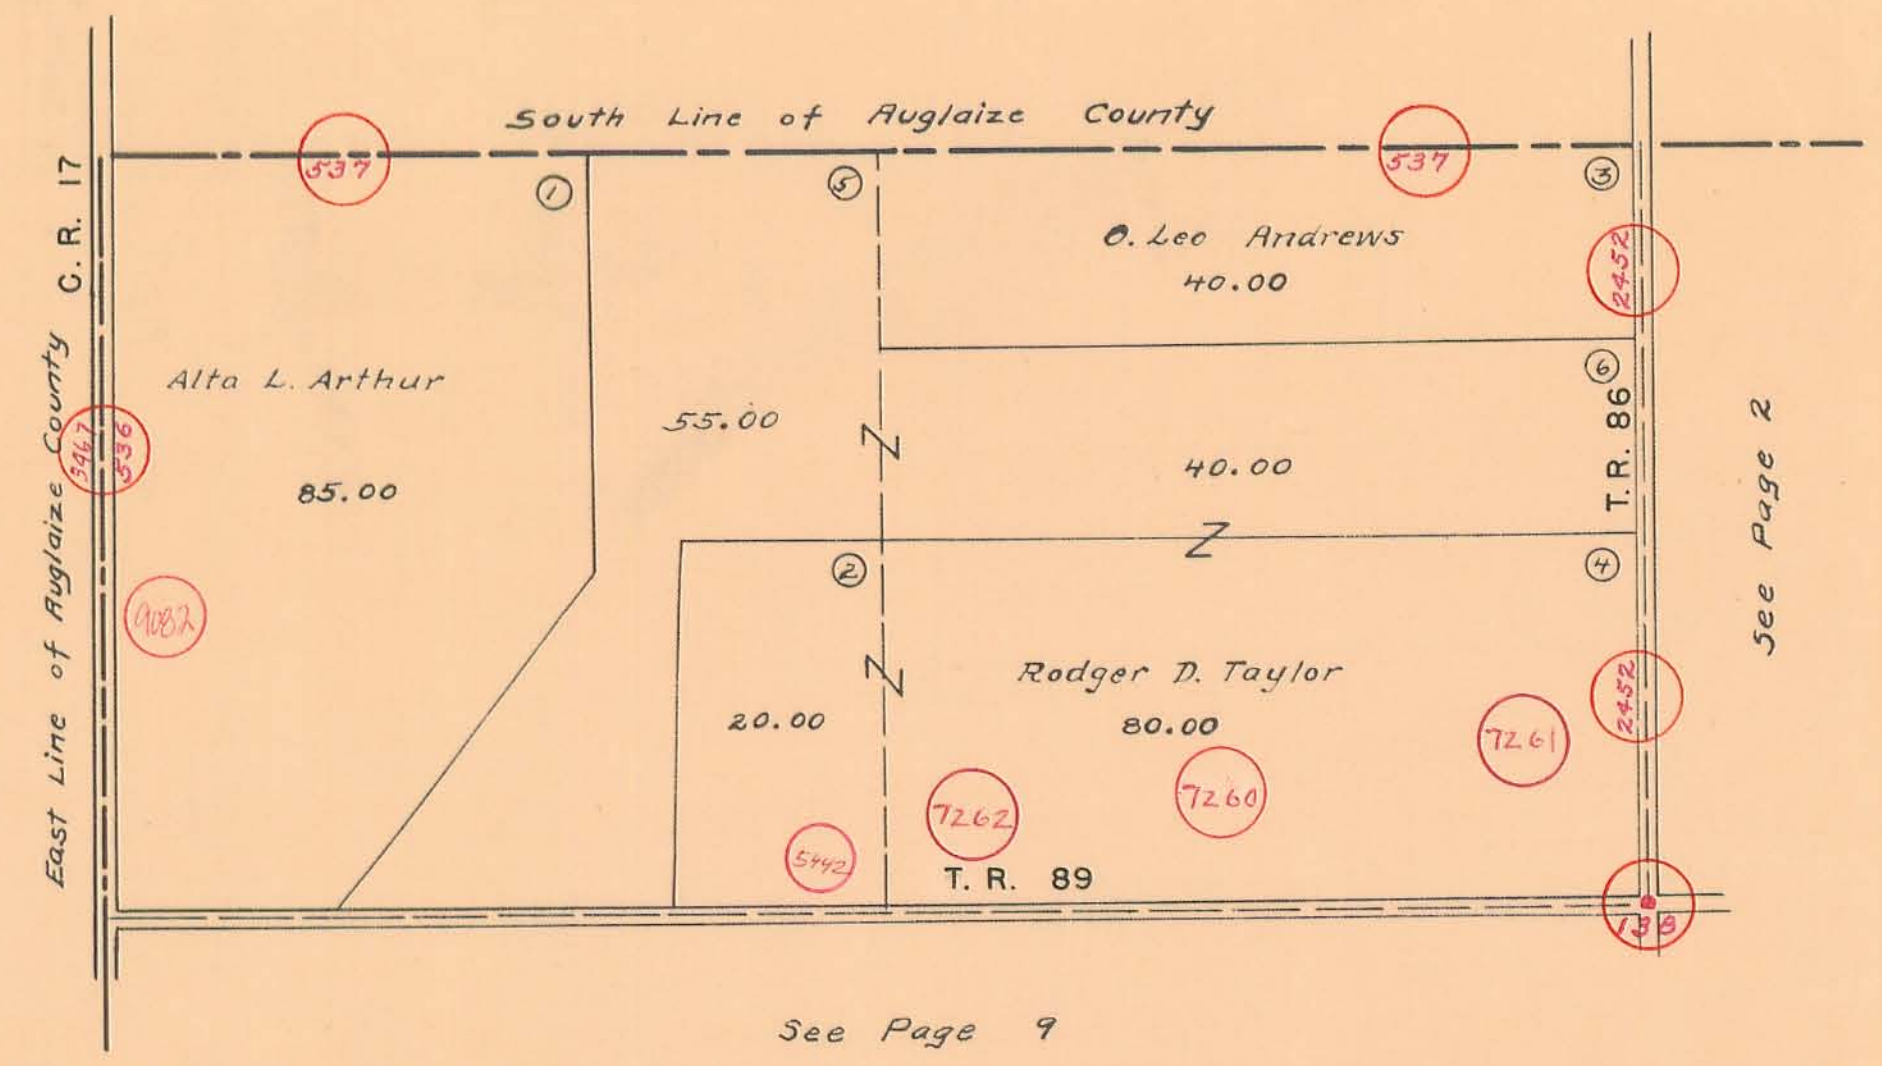 South Line of Auglaize County
537
537
C. R. 17
1
5
3
O. Leo Andrews
40.00
2452
Alta L. Arthur
85.00
55.00
6
40.00
T. R. 86
East Line of Auglaize County
3467
536
See Page 2
2
4
9082
Rodger D. Taylor
80.00
20.00
2452
7261
7260
7262
5442
T. R. 89
138
See Page 9